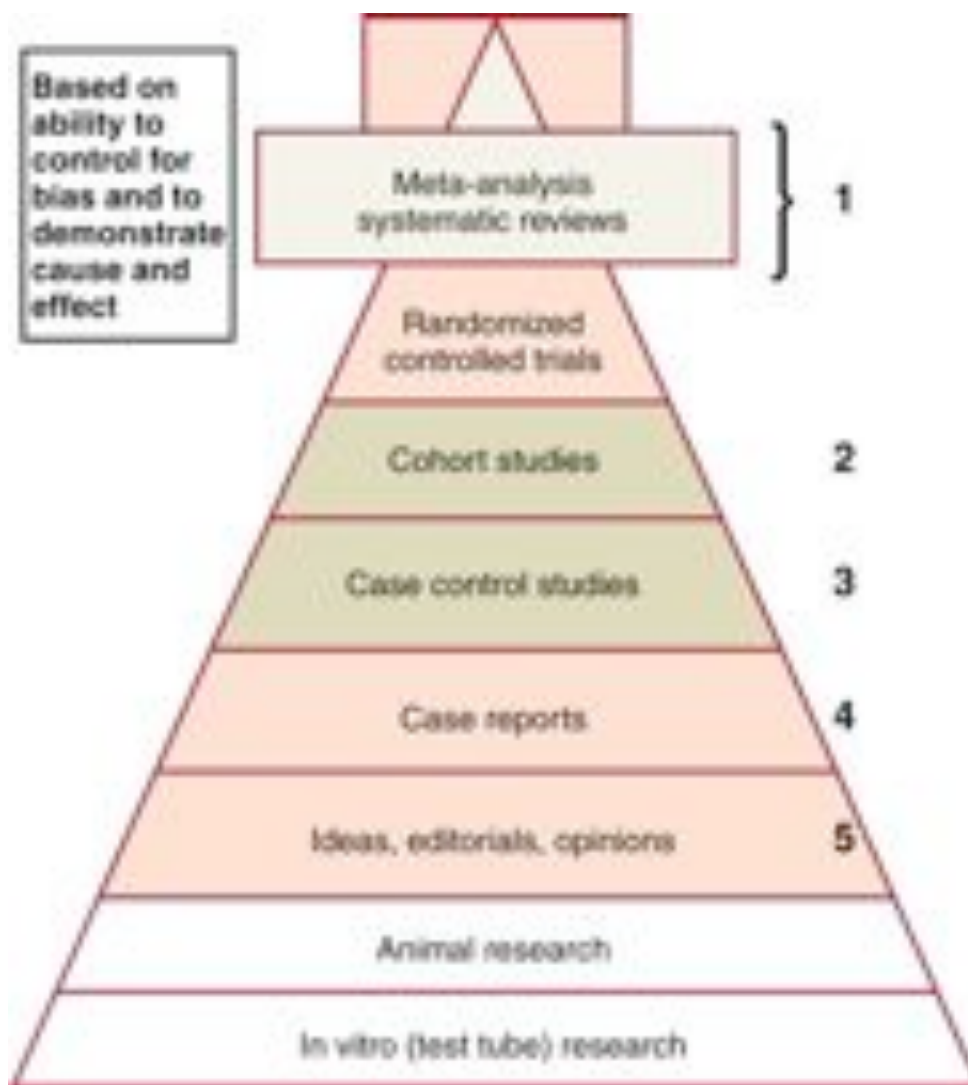 Based on
ability to
control for
bias and to
demonstrate
cause and
effect
Meta-analysis
systematic reviews
1
Randomized
controlled trials
Cohort studies
2
Case control studies
3
Case reports
4
Ideas, editorials, opinions
5
Animal research
In vitro (test tube) research